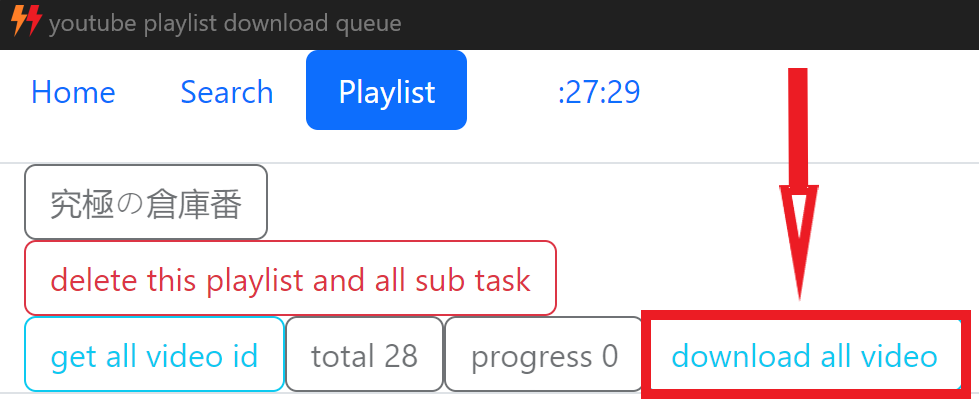 youtube playlist download queue
Home Search Playlist :27:29
究極の倉庫番
delete this playlist and all sub task
get all video id total 28 progress 0 download all video